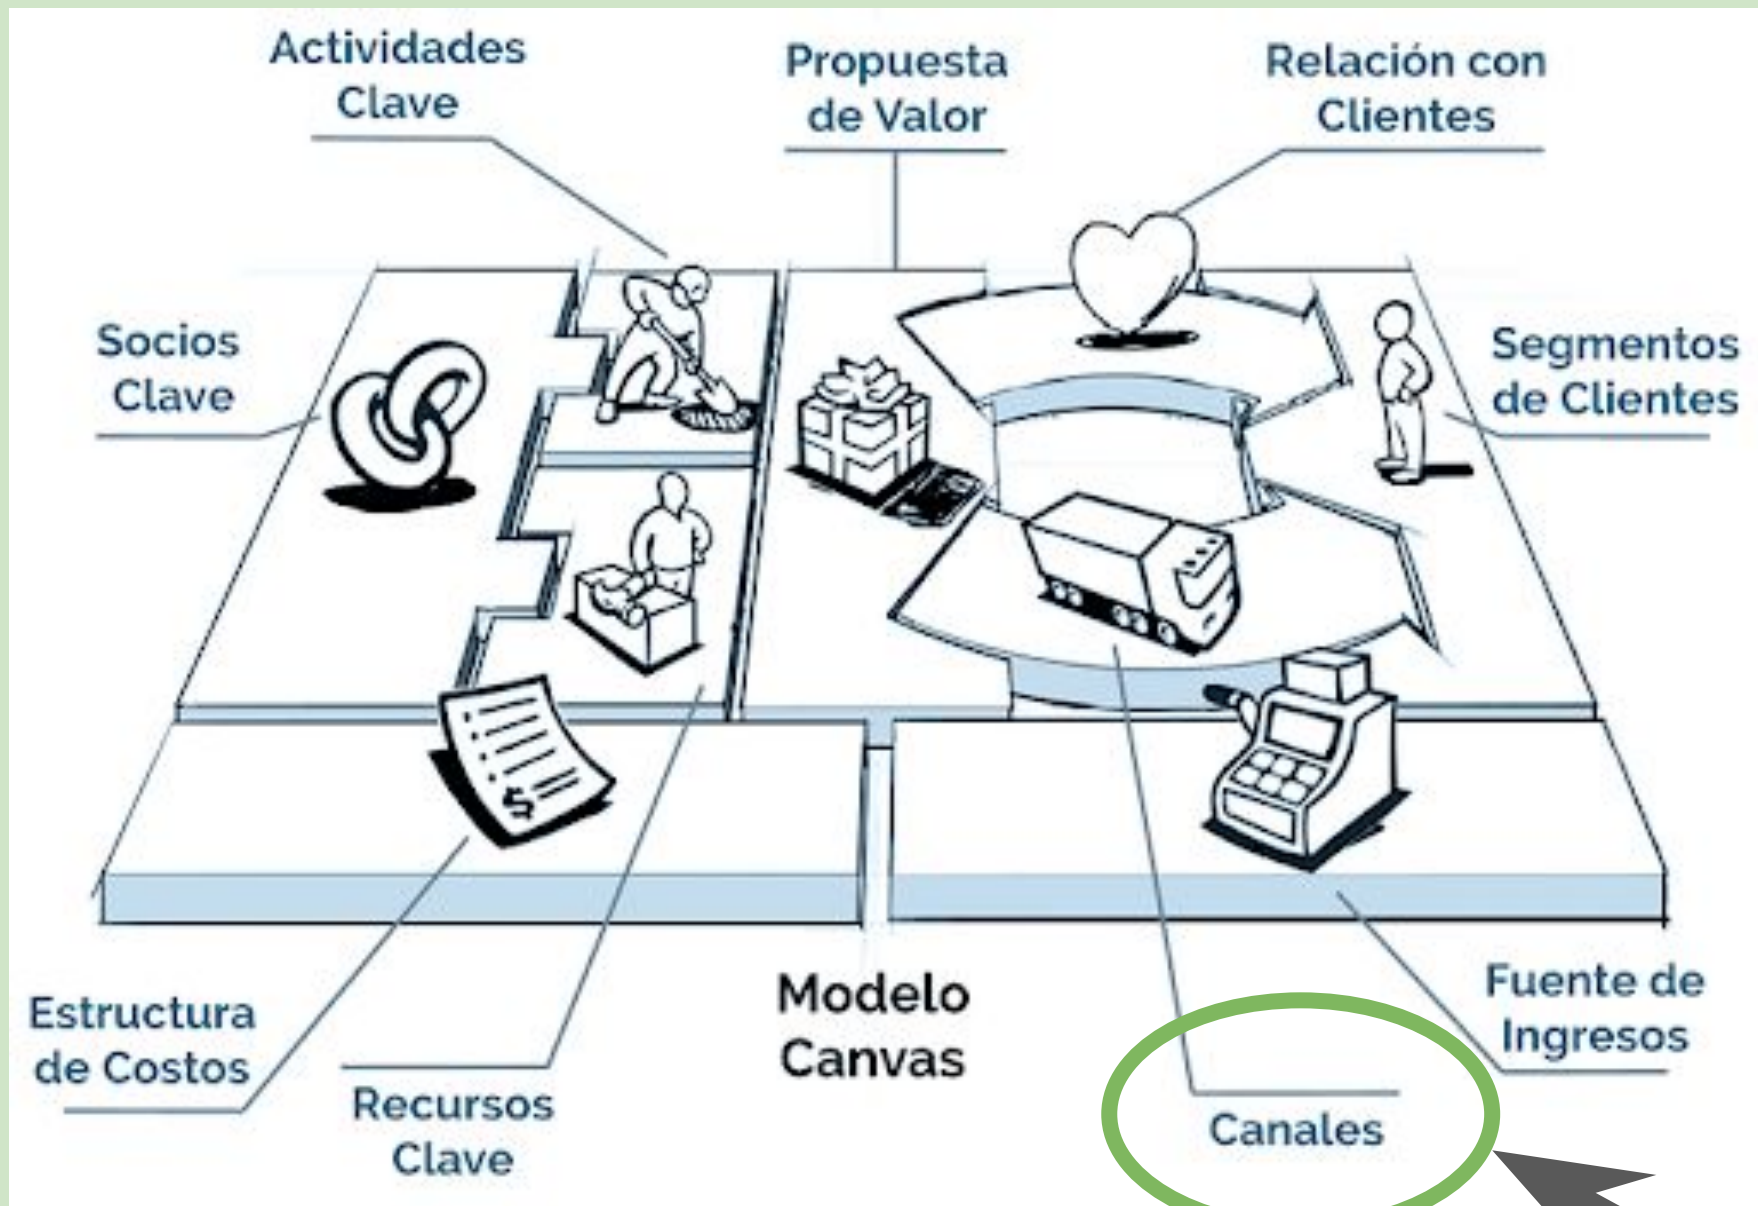 Actividades
Clave
Propuesta
de Valor
Relación con
Clientes
Socios
Clave
Segmentos
de Clientes
Estructura
de Costos
Recursos
Clave
Modelo
Canvas
Canales
Fuente de
Ingresos
$